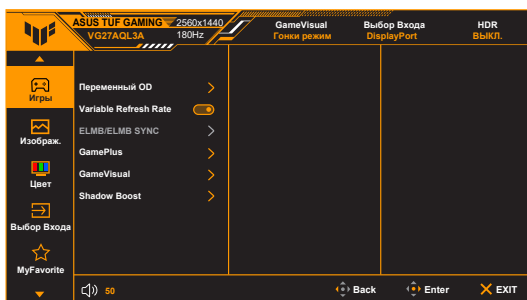 ASUS TUF GAMING 2560x1440 GameVisual Выбор Входа HDR
VG27AQL3A 180Hz Гонки режим DisplayPort ВЫКЛ.
Игры
Изображ.
Цвет
Выбор Входа
MyFavorite
Переменный OD
Variable Refresh Rate
ELMB/ELMB SYNC
GamePlus
GameVisual
Shadow Boost
50 Back Enter EXIT